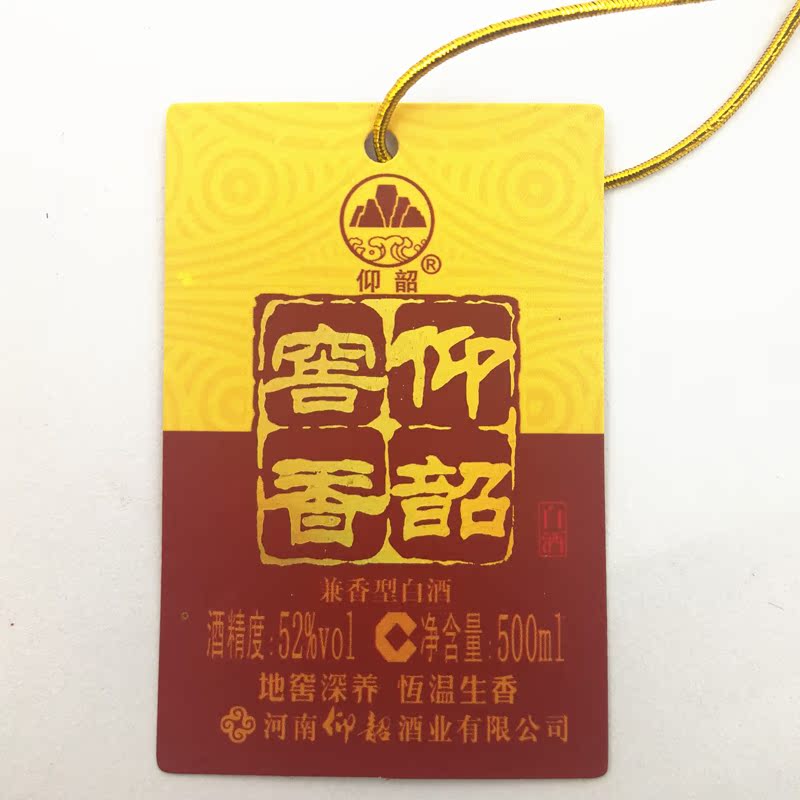 仰韶®
仰韶
窖香
白酒
兼香型白酒
酒精度:52%vol 净含量:500ml
地窖深养 恆温生香
河南仰韶酒业有限公司